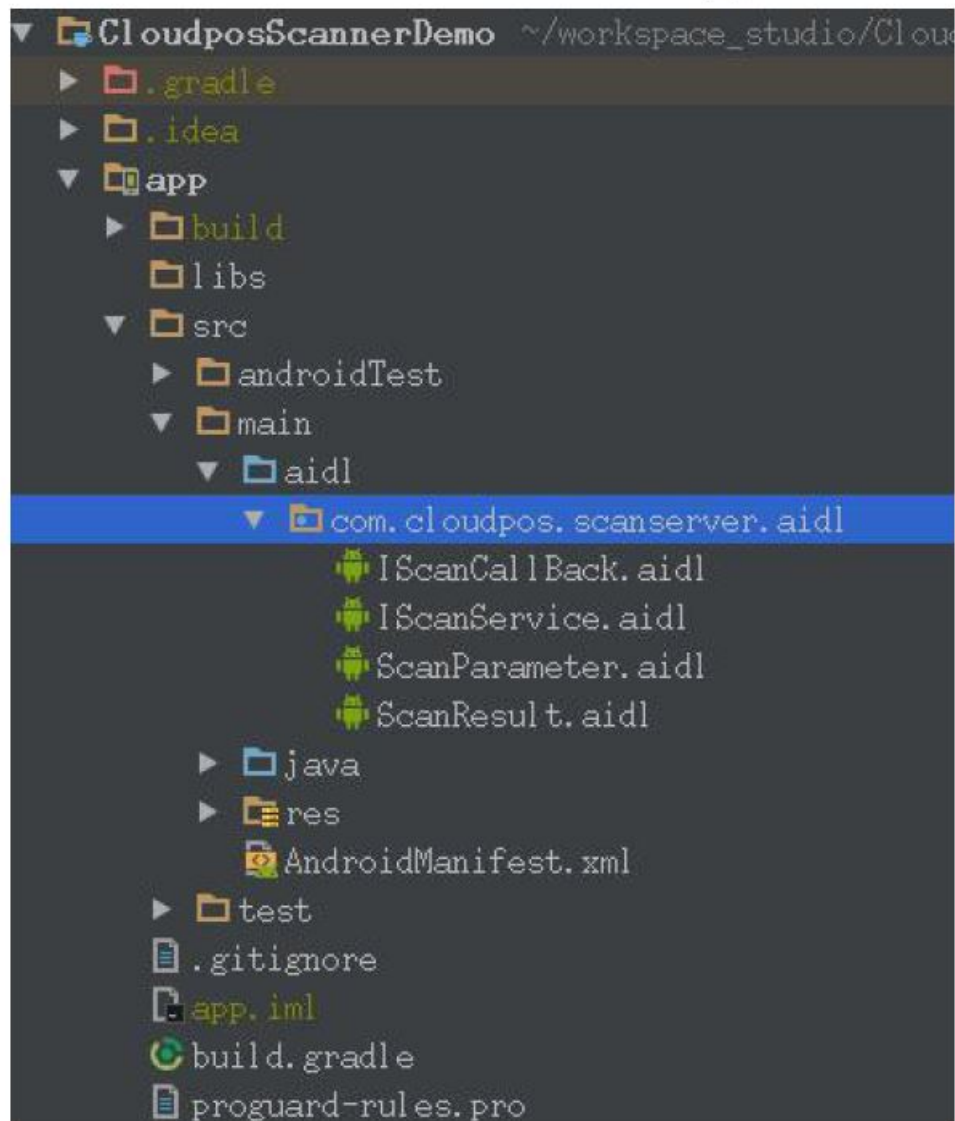 CloudposScannerDemo ~/workspace_studio/Clou
.gradle
.idea
app
build
libs
src
androidTest
main
aidl
com.cloudpos.scanserver.aidl
IScanCallBack.aidl
IScanService.aidl
ScanParameter.aidl
ScanResult.aidl
java
res
AndroidManifest.xml
test
.gitignore
app.iml
build.gradle
proguard-rules.pro